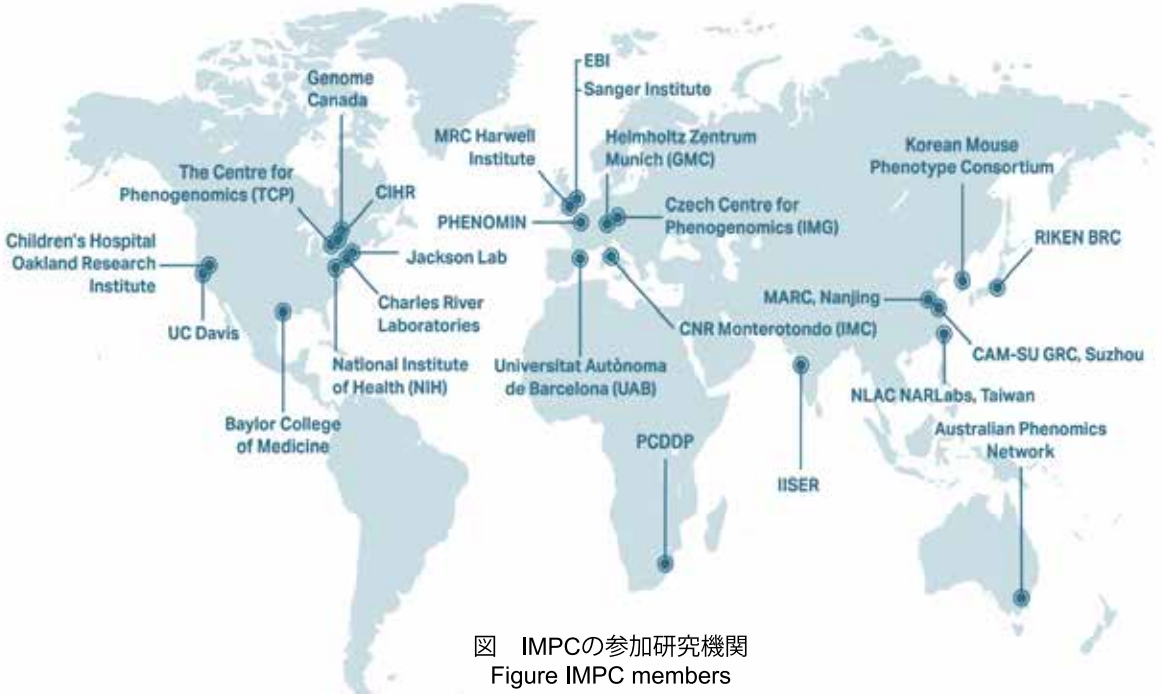 Genome
Canada
The Centre for
Phenogenomics (TCP)
CIHR
Children's Hospital
Oakland Research
Institute
UC Davis
Jackson Lab
Charles River
Laboratories
National Institute
of Health (NIH)
Baylor College
of Medicine
EBI
Sanger Institute
MRC Harwell
Institute
Helmholtz Zentrum
Munich (GMC)
PHENOMIN
Czech Centre for
Phenogenomics (IMG)
CNR Monterotondo (IMC)
Universitat Autònoma
de Barcelona (UAB)
PCDDP
Korean Mouse
Phenotype Consortium
RIKEN BRC
MARC, Nanjing
CAM-SU GRC, Suzhou
NLAC NARLabs, Taiwan
IISER
Australian Phenomics
Network
図　IMPCの参加研究機関
Figure IMPC members